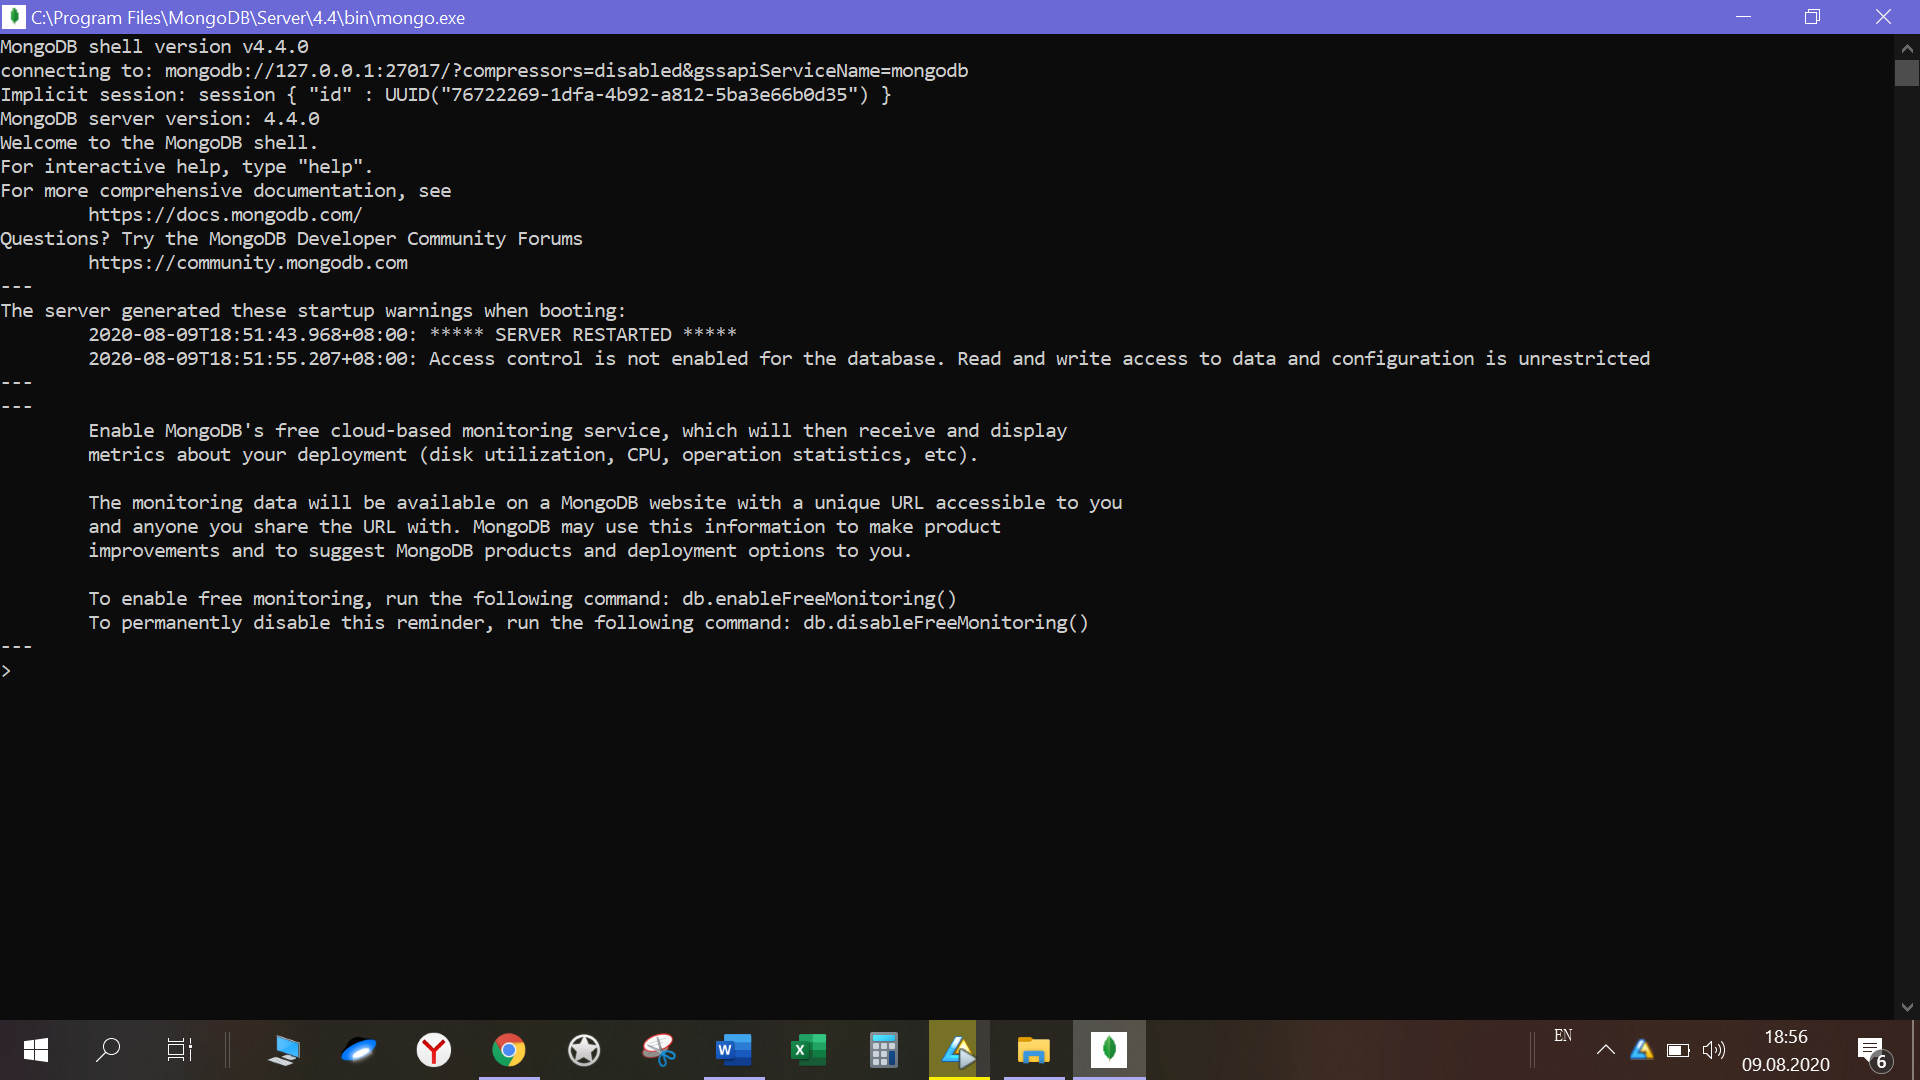 C:\Program Files\MongoDB\Server\4.4\bin\mongo.exe
MongoDB shell version v4.4.0
connecting to: mongodb://127.0.0.1:27017/?compressors=disabled&gssapiServiceName=mongodb
Implicit session: session { "id" : UUID("76722269-1dfa-4b92-a812-5ba3e66b0d35") }
MongoDB server version: 4.4.0
Welcome to the MongoDB shell.
For interactive help, type "help".
For more comprehensive documentation, see
        https://docs.mongodb.com/
Questions? Try the MongoDB Developer Community Forums
        https://community.mongodb.com
---
The server generated these startup warnings when booting:
        2020-08-09T18:51:43.968+08:00: ***** SERVER RESTARTED *****
        2020-08-09T18:51:55.207+08:00: Access control is not enabled for the database. Read and write access to data and configuration is unrestricted
---
---
        Enable MongoDB's free cloud-based monitoring service, which will then receive and display
        metrics about your deployment (disk utilization, CPU, operation statistics, etc).

        The monitoring data will be available on a MongoDB website with a unique URL accessible to you
        and anyone you share the URL with. MongoDB may use this information to make product
        improvements and to suggest MongoDB products and deployment options to you.

        To enable free monitoring, run the following command: db.enableFreeMonitoring()
        To permanently disable this reminder, run the following command: db.disableFreeMonitoring()
---
>
EN
18:56
09.08.2020
6